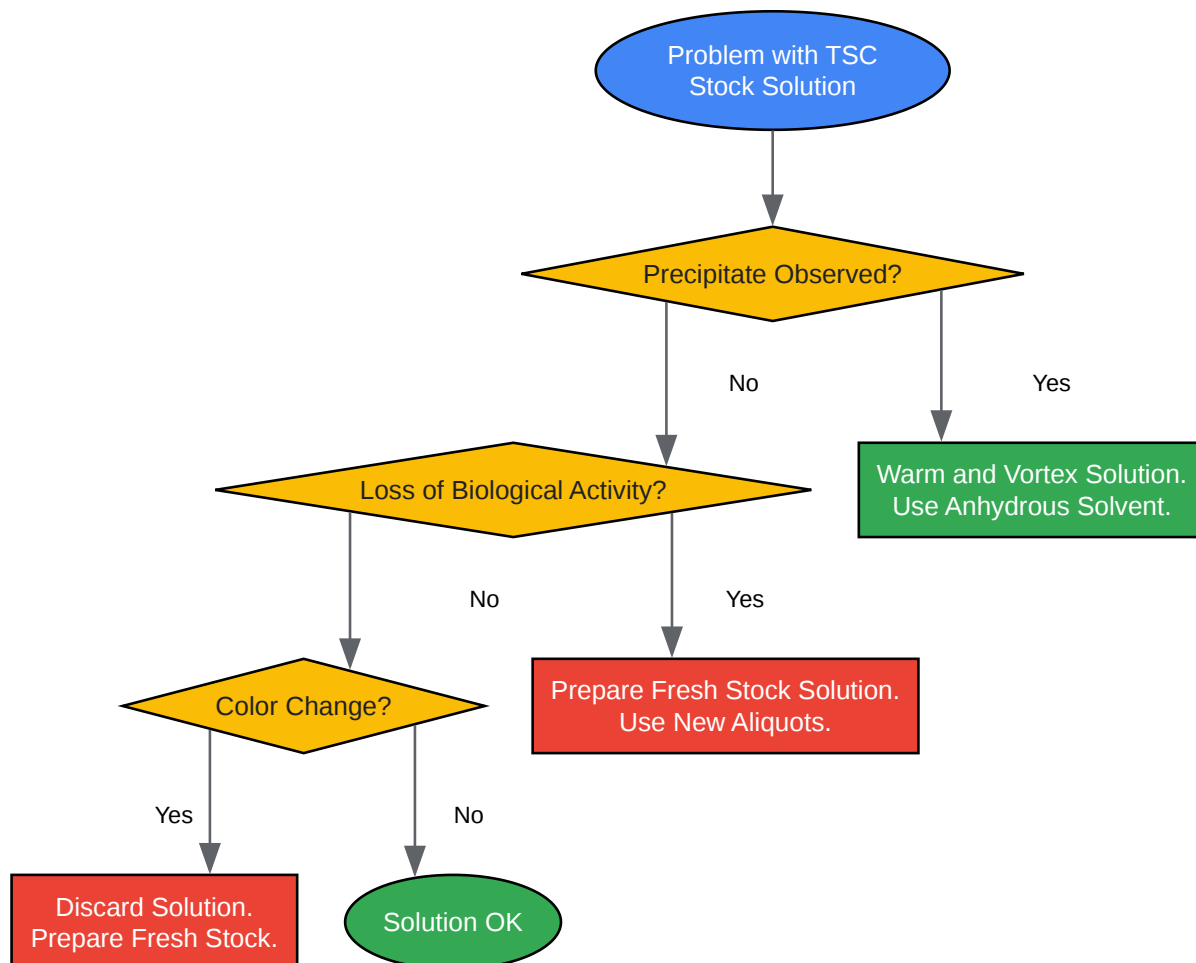 Problem with TSC
Stock Solution
Precipitate Observed?
No
Yes
Loss of Biological Activity?
Warm and Vortex Solution.
Use Anhydrous Solvent.
No
Yes
Color Change?
Prepare Fresh Stock Solution.
Use New Aliquots.
Yes
No
Discard Solution.
Prepare Fresh Stock.
Solution OK